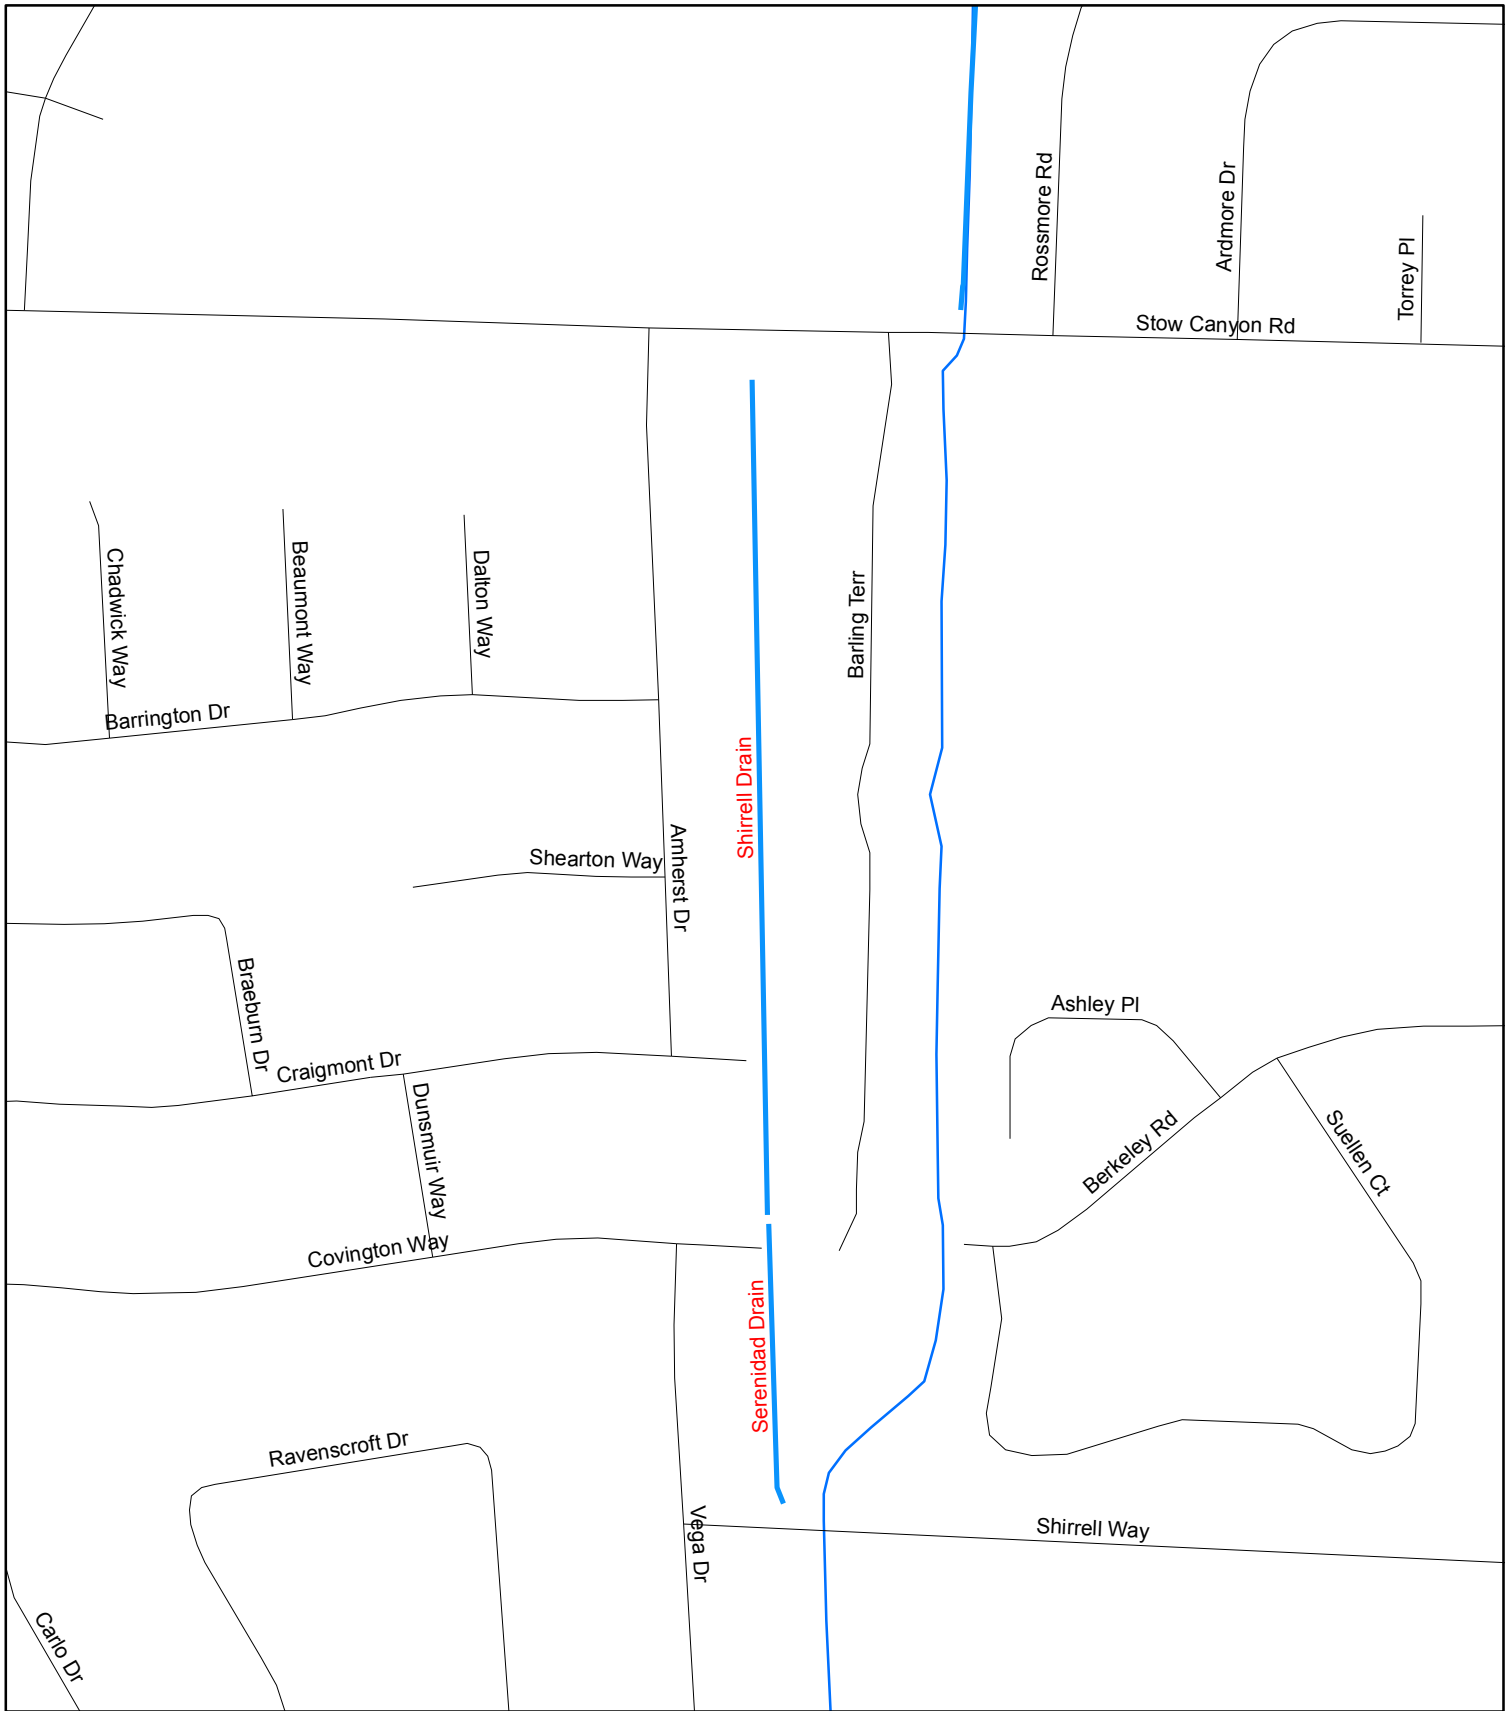 Rossmore Rd
Ardmore Dr
Torrey Pl
Stow Canyon Rd
Chadwick Way
Beaumont Way
Dalton Way
Barling Terr
Barrington Dr
Shirrell Drain
Amherst Dr
Shearton Way
Braeburn Dr
Ashley Pl
Craigmont Dr
Dunsmuir Way
Berkeley Rd
Suellen Ct
Covington Way
Serenidad Drain
Ravenscroft Dr
Vega Dr
Shirrell Way
Carlo Dr